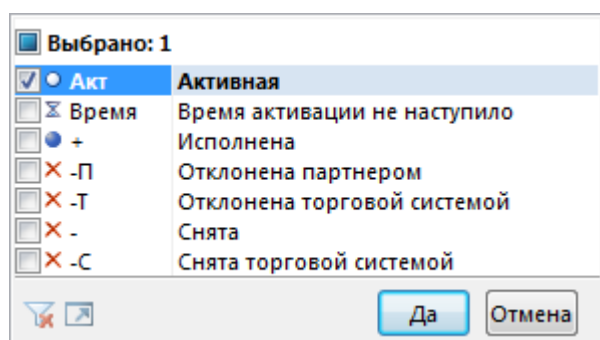 Выбрано: 1
Акт Активная
Время Время активации не наступило
+ Исполнена
-П Отклонена партнером
-Т Отклонена торговой системой
- Снята
-С Снята торговой системой
Да Отмена